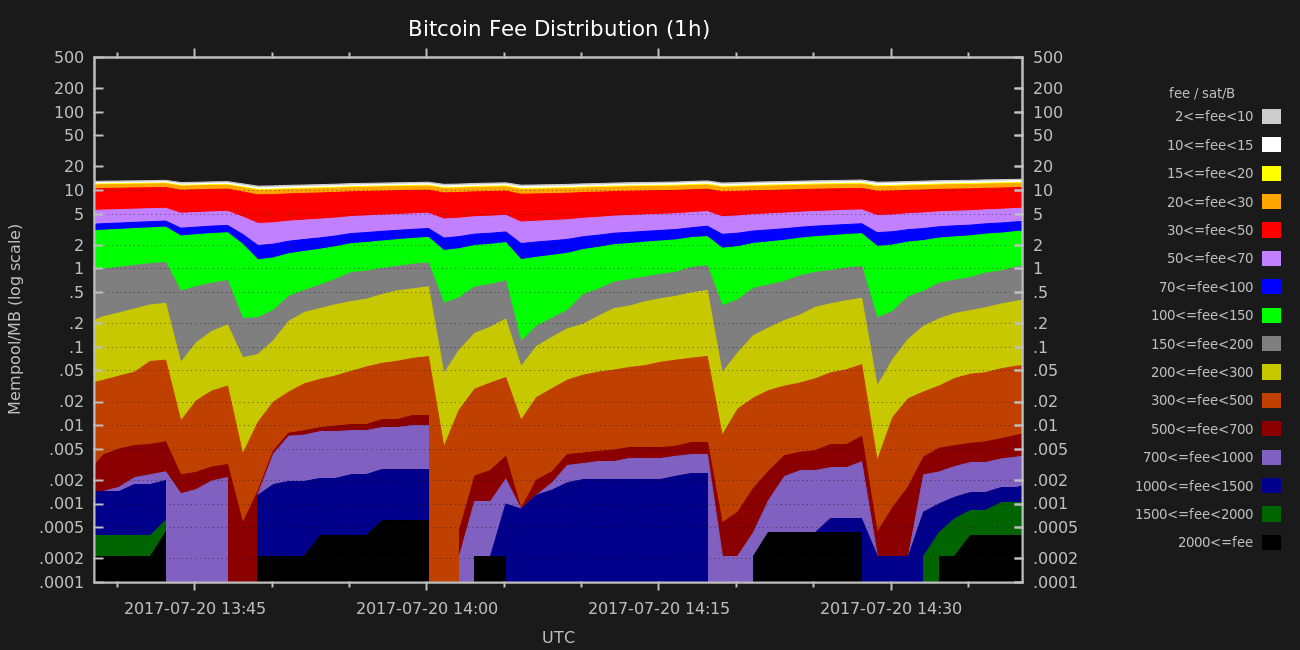 Bitcoin Fee Distribution (1h)
500
200
100
50
20
10
5
2
1
.5
.2
.1
.05
.02
.01
.005
.002
.001
.0005
.0002
.0001
Mempool/MB (log scale)
500
200
100
50
20
10
5
2
1
.5
.2
.1
.05
.02
.01
.005
.002
.001
.0005
.0002
.0001
2017-07-20 13:45
2017-07-20 14:00
2017-07-20 14:15
2017-07-20 14:30
UTC
fee / sat/B
2<=fee<10
10<=fee<15
15<=fee<20
20<=fee<30
30<=fee<50
50<=fee<70
70<=fee<100
100<=fee<150
150<=fee<200
200<=fee<300
300<=fee<500
500<=fee<700
700<=fee<1000
1000<=fee<1500
1500<=fee<2000
2000<=fee